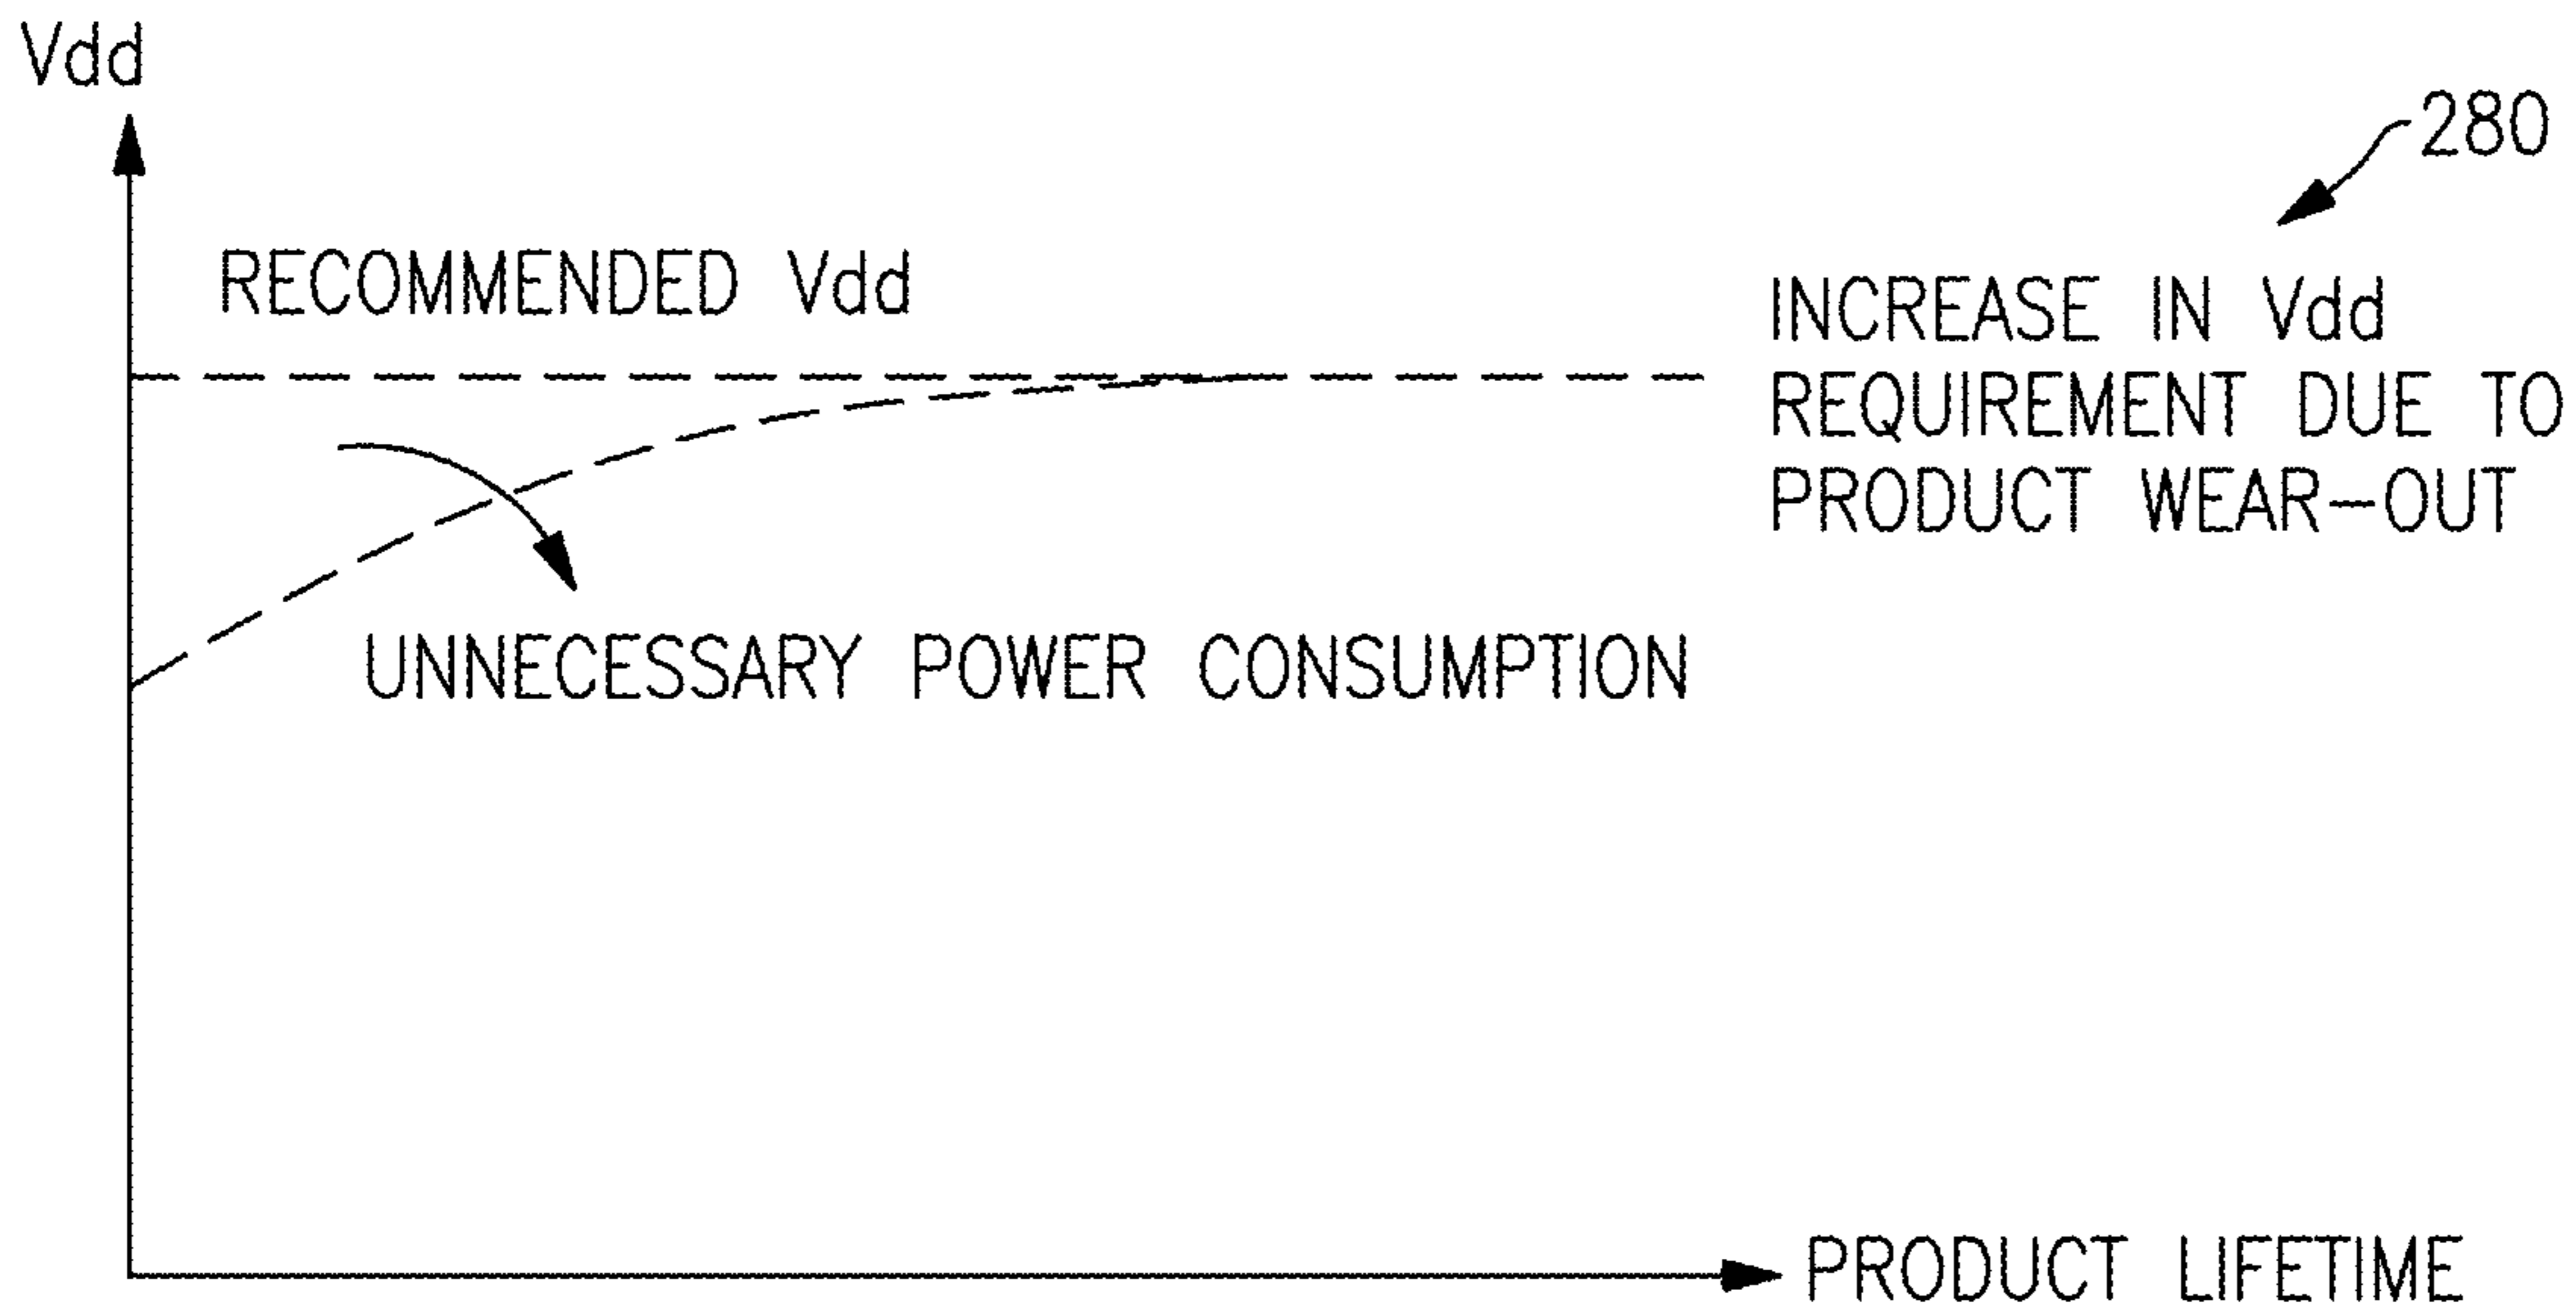 Vdd
280
RECOMMENDED Vdd
INCREASE IN Vdd
REQUIREMENT DUE TO
PRODUCT WEAR-OUT
UNNECESSARY POWER CONSUMPTION
PRODUCT LIFETIME